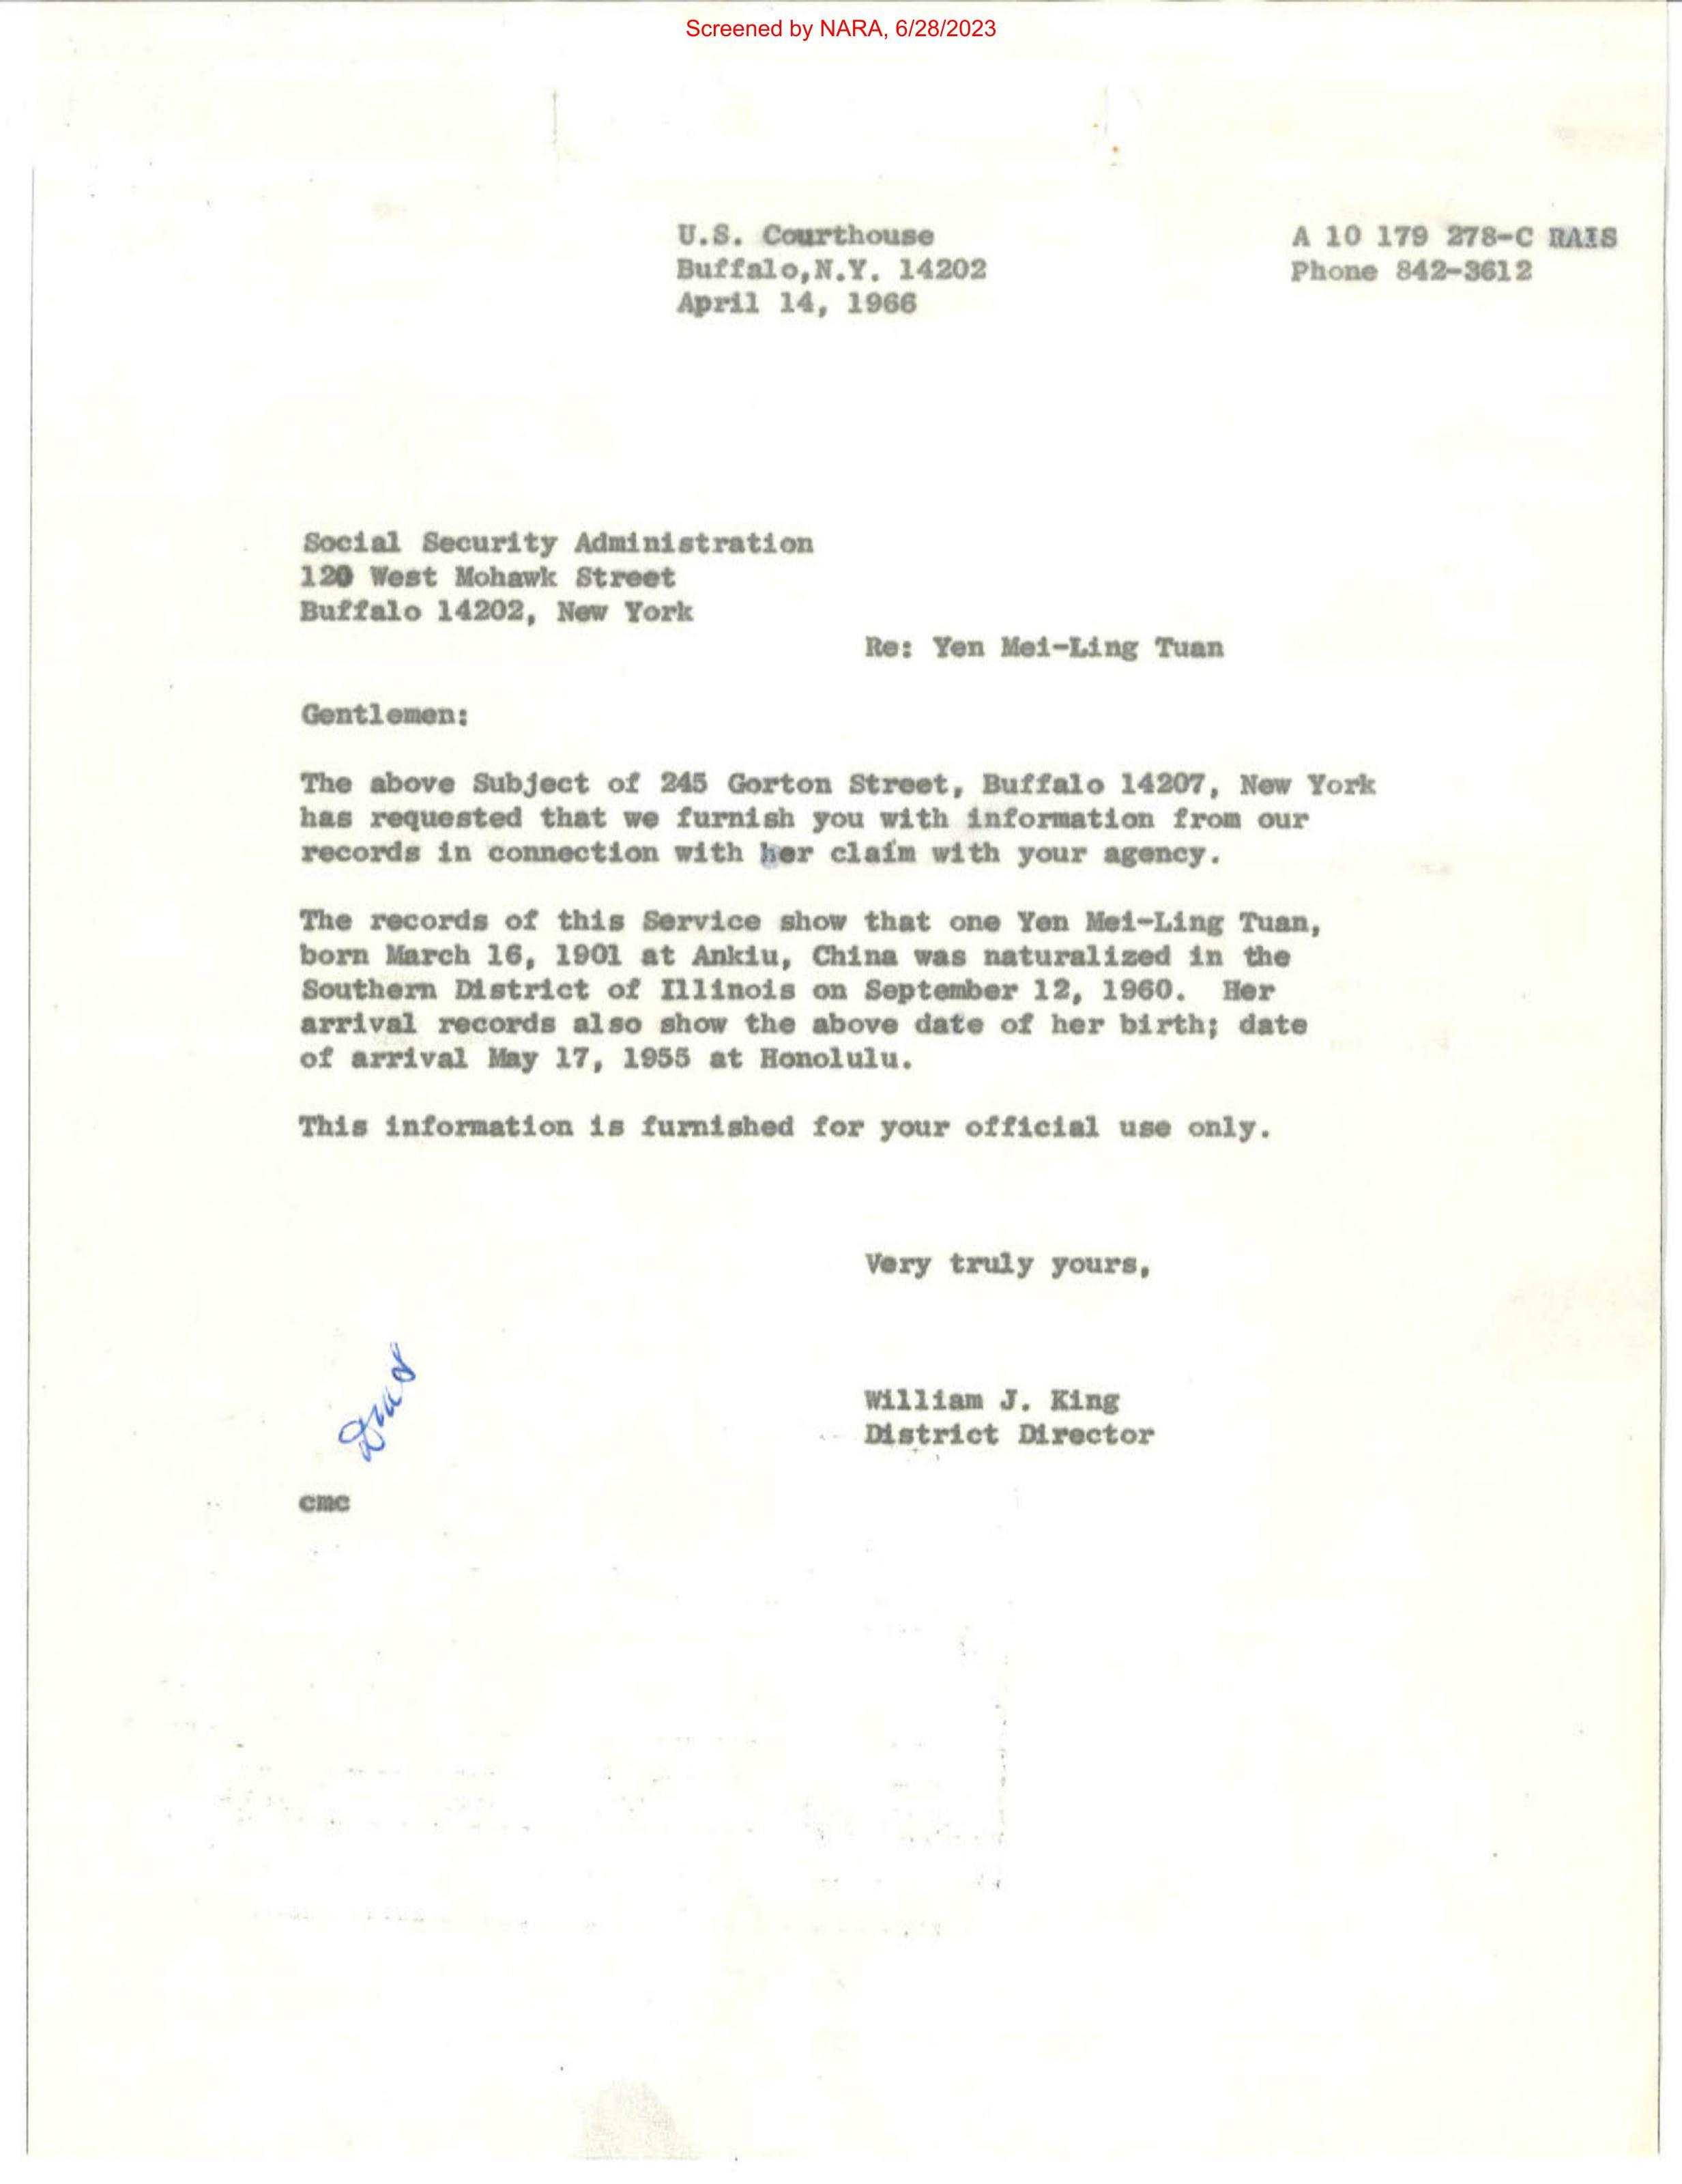 Screened by NARA, 6/28/2023
U.S. Courthouse
Buffalo,N.Y. 14202
April 14, 1966
A 10 179 278-C RAIS
Phone 842-3612
Social Security Administration
120 West Mohawk Street
Buffalo 14202, New York
Re: Yen Mei-Ling Tuan
Gentlemen:
The above Subject of 245 Gorton Street, Buffalo 14207, New York
has requested that we furnish you with information from our
records in connection with her claim with your agency.
The records of this Service show that one Yen Mei-Ling Tuan,
born March 16, 1901 at Ankiu, China was naturalized in the
Southern District of Illinois on September 12, 1960. Her
arrival records also show the above date of her birth; date
of arrival May 17, 1955 at Honolulu.
This information is furnished for your official use only.
Very truly yours,
William J. King
District Director
cmc